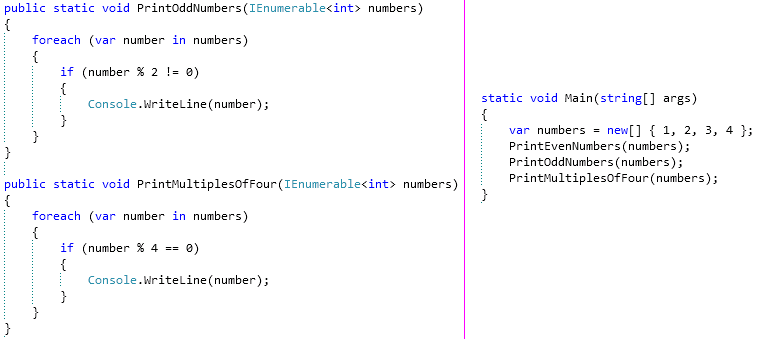 public static void PrintOddNumbers(IEnumerable<int> numbers)
{
    foreach (var number in numbers)
    {
        if (number % 2 != 0)
        {
            Console.WriteLine(number);
        }
    }
}
public static void PrintMultiplesOfFour(IEnumerable<int> numbers)
{
    foreach (var number in numbers)
    {
        if (number % 4 == 0)
        {
            Console.WriteLine(number);
        }
    }
}
static void Main(string[] args)
{
    var numbers = new[] { 1, 2, 3, 4 };
    PrintEvenNumbers(numbers);
    PrintOddNumbers(numbers);
    PrintMultiplesOfFour(numbers);
}